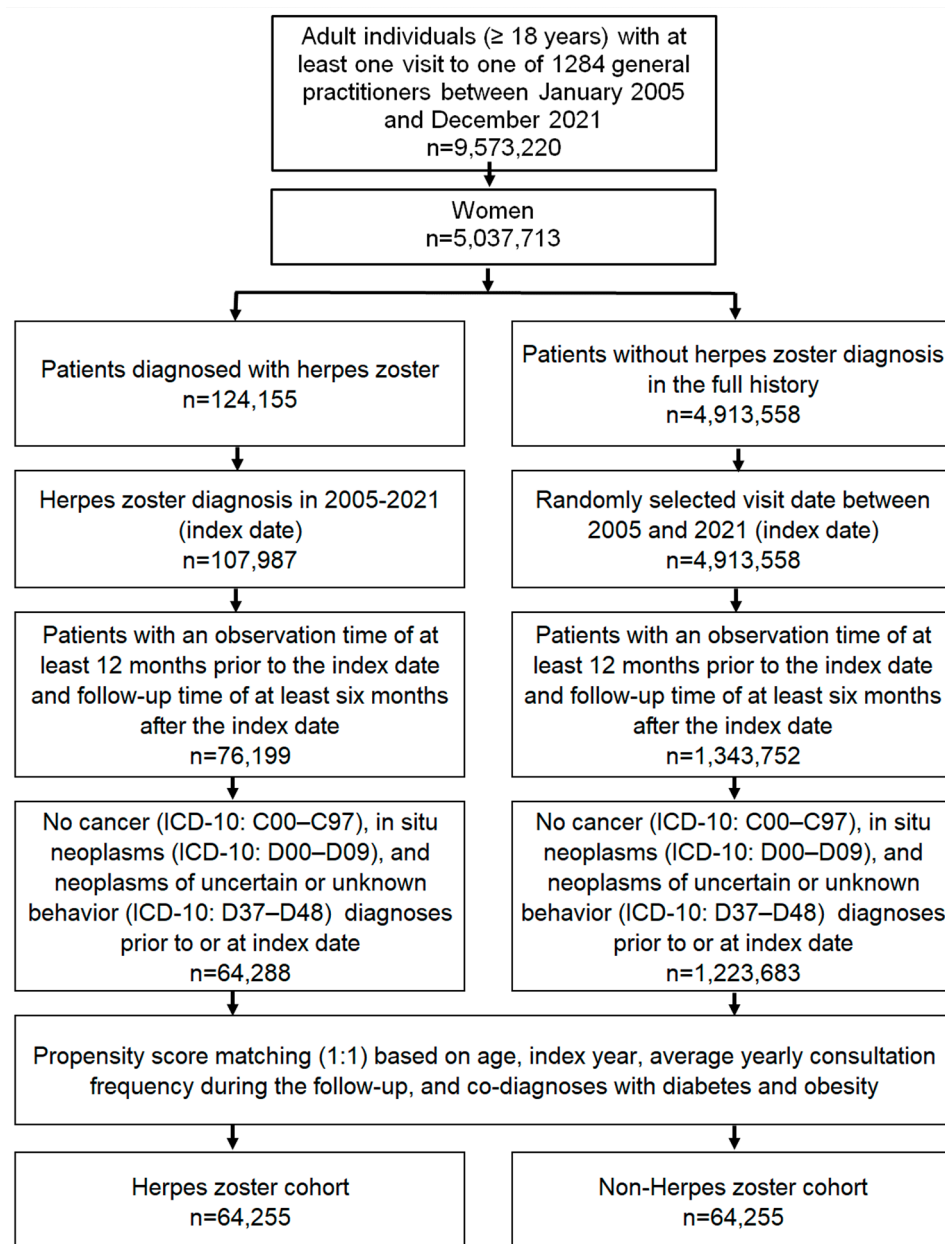 Adult individuals (≥ 18 years) with at
least one visit to one of 1284 general
practitioners between January 2005
and December 2021
n=9,573,220
Women
n=5,037,713
Patients diagnosed with herpes zoster
n=124,155
Patients without herpes zoster diagnosis
in the full history
n=4,913,558
Herpes zoster diagnosis in 2005-2021
(index date)
n=107,987
Randomly selected visit date between
2005 and 2021 (index date)
n=4,913,558
Patients with an observation time of at
least 12 months prior to the index date
and follow-up time of at least six months
after the index date
n=76,199
Patients with an observation time of at
least 12 months prior to the index date
and follow-up time of at least six months
after the index date
n=1,343,752
No cancer (ICD-10: C00–C97), in situ
neoplasms (ICD-10: D00–D09), and
neoplasms of uncertain or unknown
behavior (ICD-10: D37–D48) diagnoses
prior to or at index date
n=64,288
No cancer (ICD-10: C00–C97), in situ
neoplasms (ICD-10: D00–D09), and
neoplasms of uncertain or unknown
behavior (ICD-10: D37–D48) diagnoses
prior to or at index date
n=1,223,683
Propensity score matching (1:1) based on age, index year, average yearly consultation
frequency during the follow-up, and co-diagnoses with diabetes and obesity
Herpes zoster cohort
n=64,255
Non-Herpes zoster cohort
n=64,255